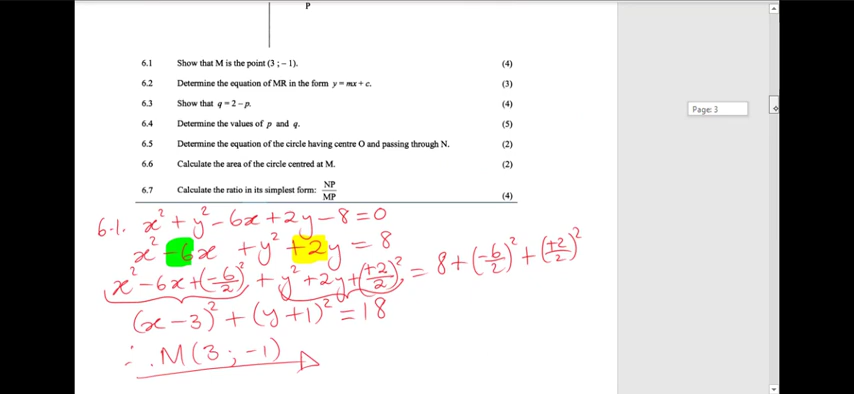 P
6.1 Show that M is the point (3 ; – 1). (4)
6.2 Determine the equation of MR in the form y = mx + c. (3)
6.3 Show that q = 2 – p. (4)
6.4 Determine the values of p and q. (5)
6.5 Determine the equation of the circle having centre O and passing through N. (2)
6.6 Calculate the area of the circle centred at M. (2)
6.7 Calculate the ratio in its simplest form: NP/MP (4)
Page: 3
6.1. x² + y² – 6x + 2y – 8 = 0
x² – 6x + y² + 2y = 8
x² – 6x + (–6/2)² + y² + 2y + (+2/2)² = 8 + (–6/2)² + (+2/2)²
(x – 3)² + (y + 1)² = 18
∴ M(3 ; –1)